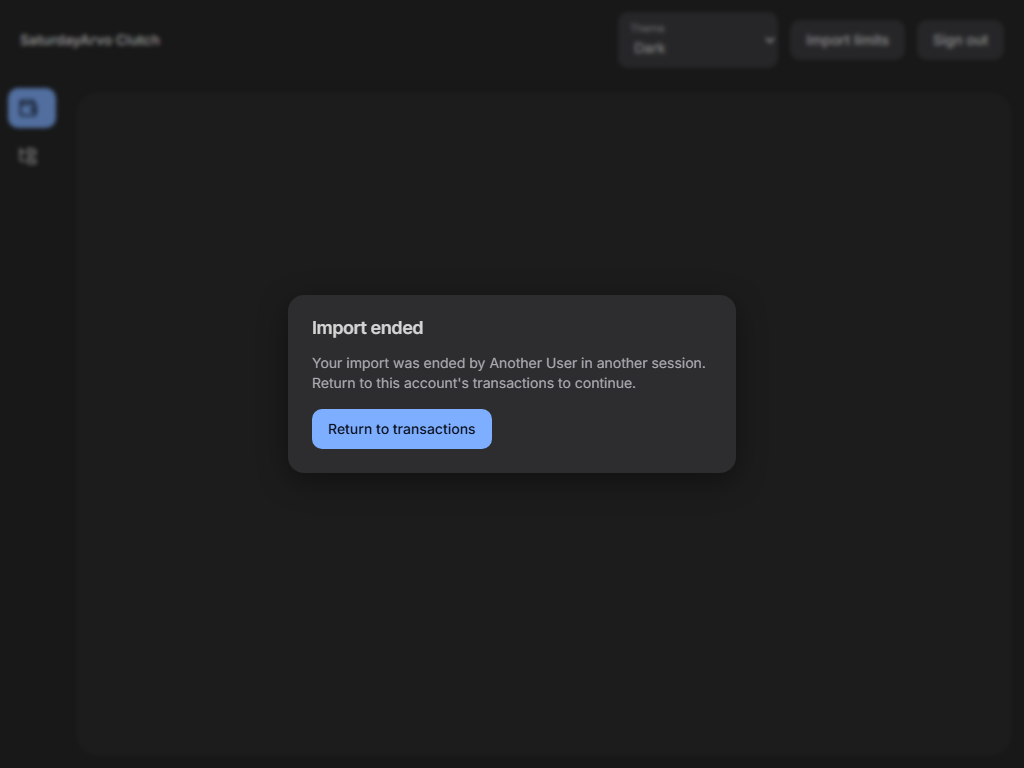 SaturdayArvo Clutch
Theme
Dark
Import limits
Sign out
Import ended
Your import was ended by Another User in another session.
Return to this account's transactions to continue.
Return to transactions